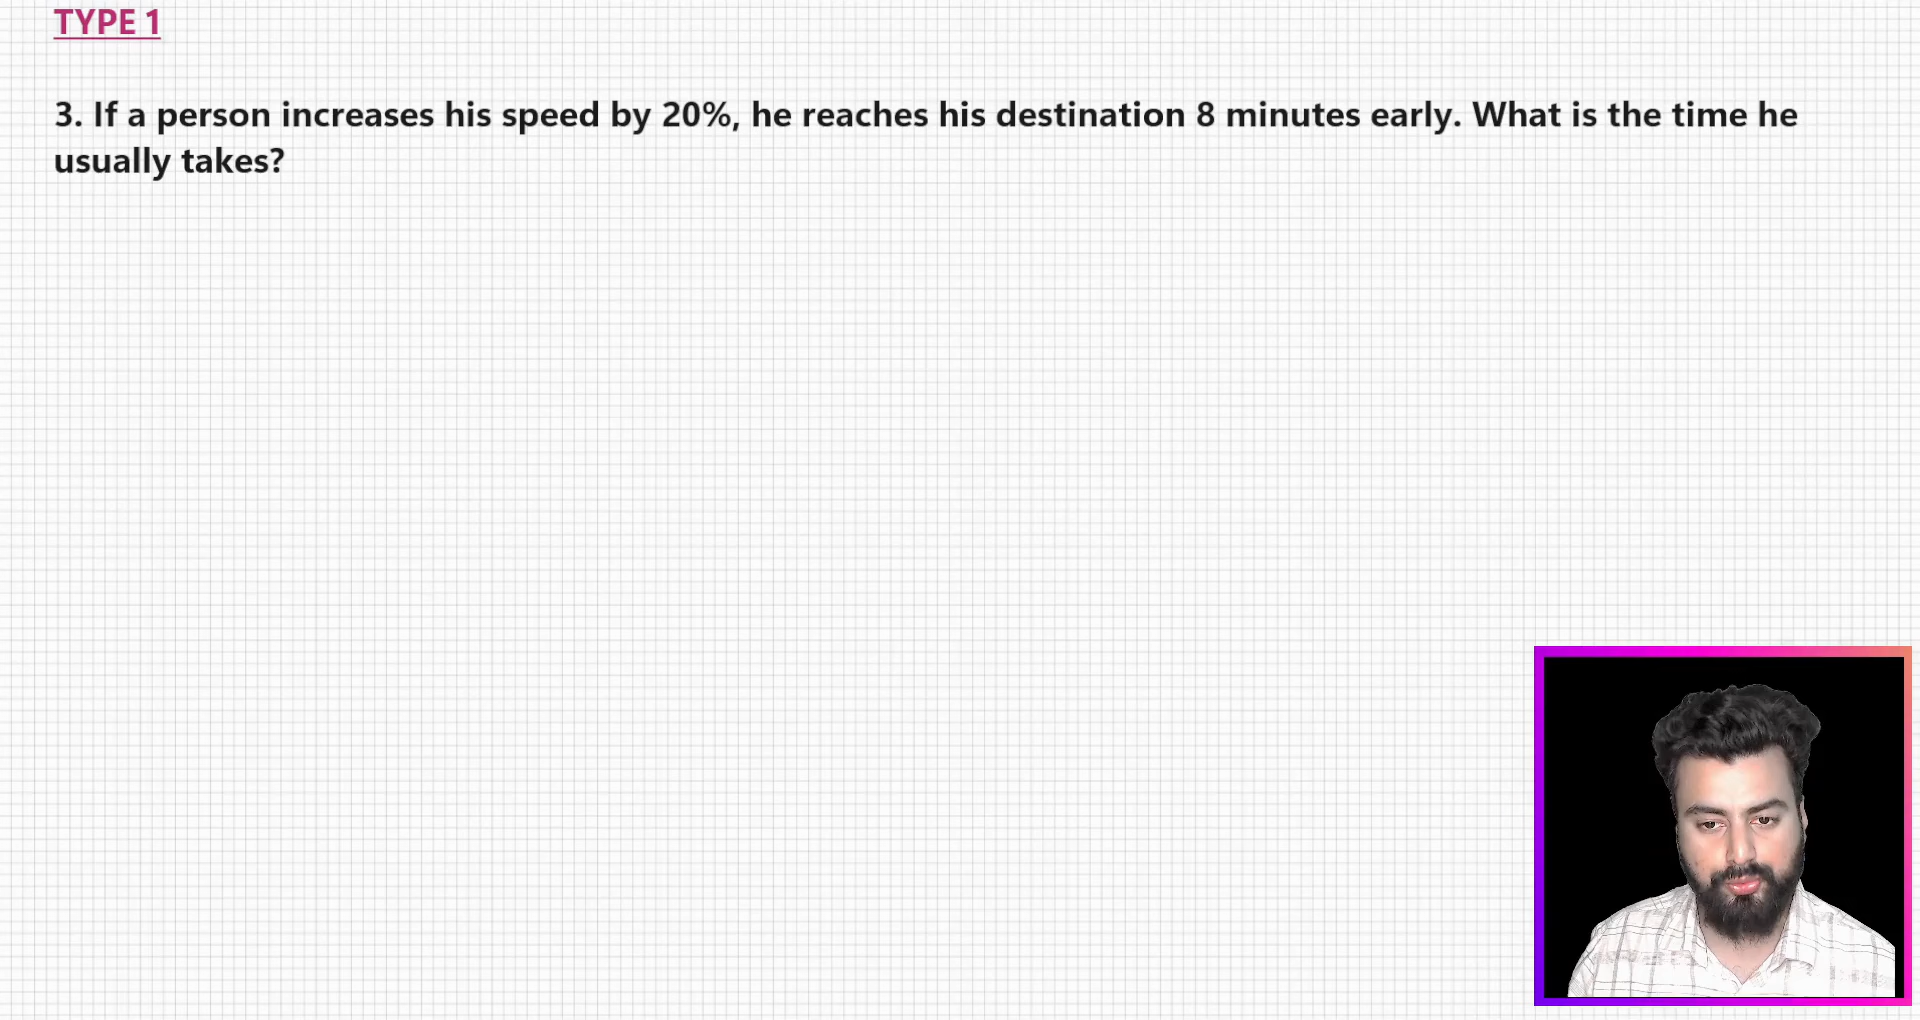 TYPE 1
3. If a person increases his speed by 20%, he reaches his destination 8 minutes early. What is the time he
usually takes?